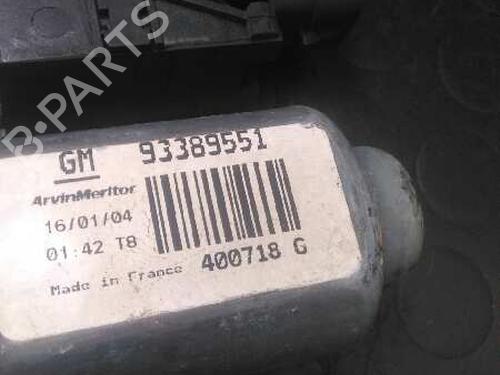 B-PARTS
GM 93389551
ArvinMeritor
16/01/04
01:42 T8
400718 G
Made in France